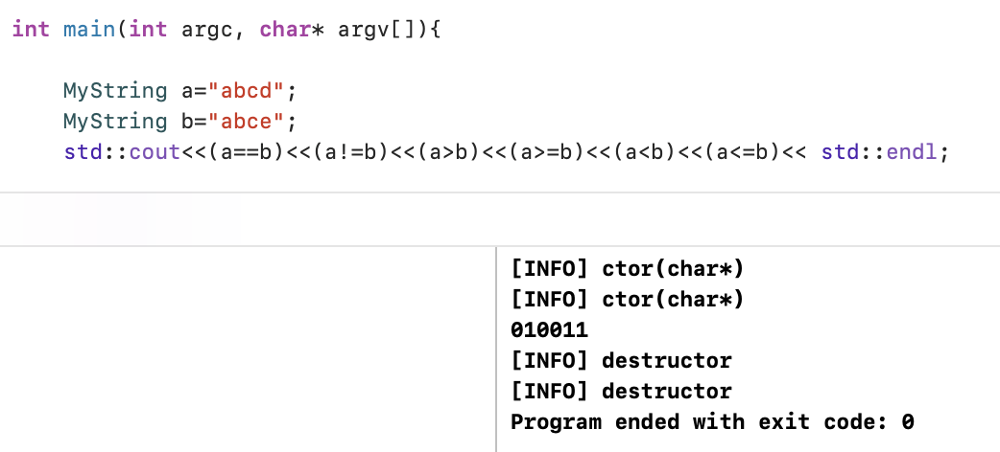 int main(int argc, char* argv[]){
MyString a="abcd";
MyString b="abce";
std::cout<<(a==b)<<(a!=b)<<(a>b)<<(a>=b)<<(a<b)<<(a<=b)<< std::endl;
[INFO] ctor(char*)
[INFO] ctor(char*)
010011
[INFO] destructor
[INFO] destructor
Program ended with exit code: 0